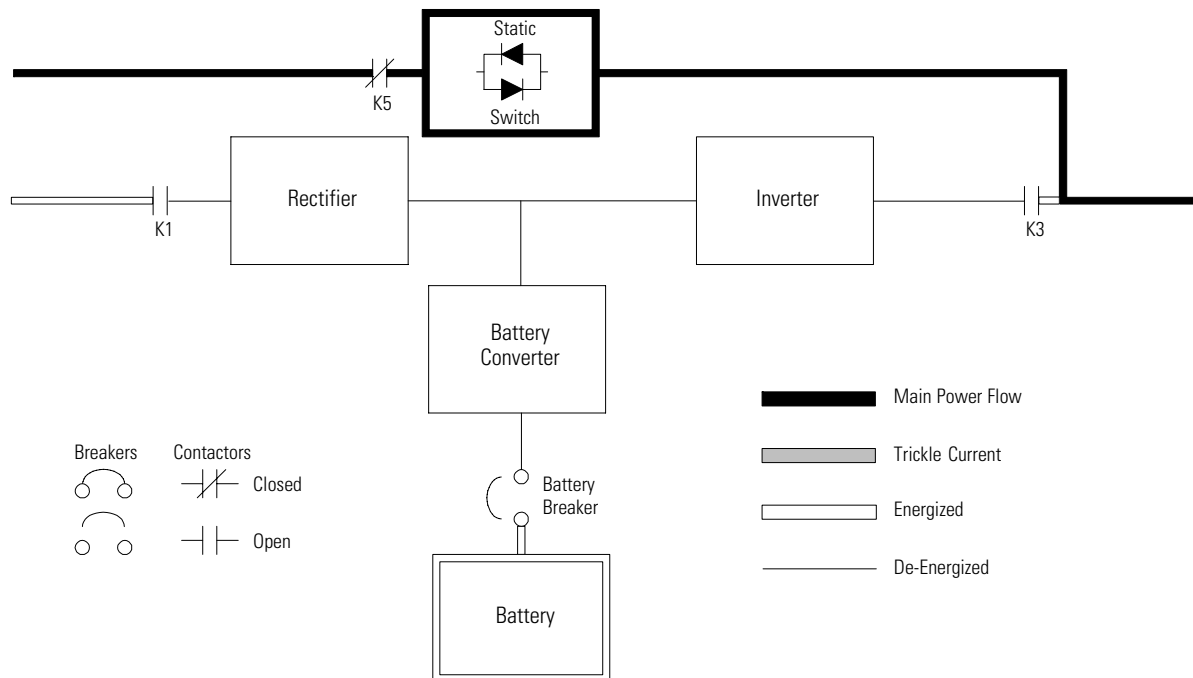 Static
Switch
K5
Rectifier
Inverter
K1
K3
Battery
Converter
Main Power Flow
Trickle Current
Energized
De-Energized
Breakers
Contactors
Closed
Open
Battery
Breaker
Battery